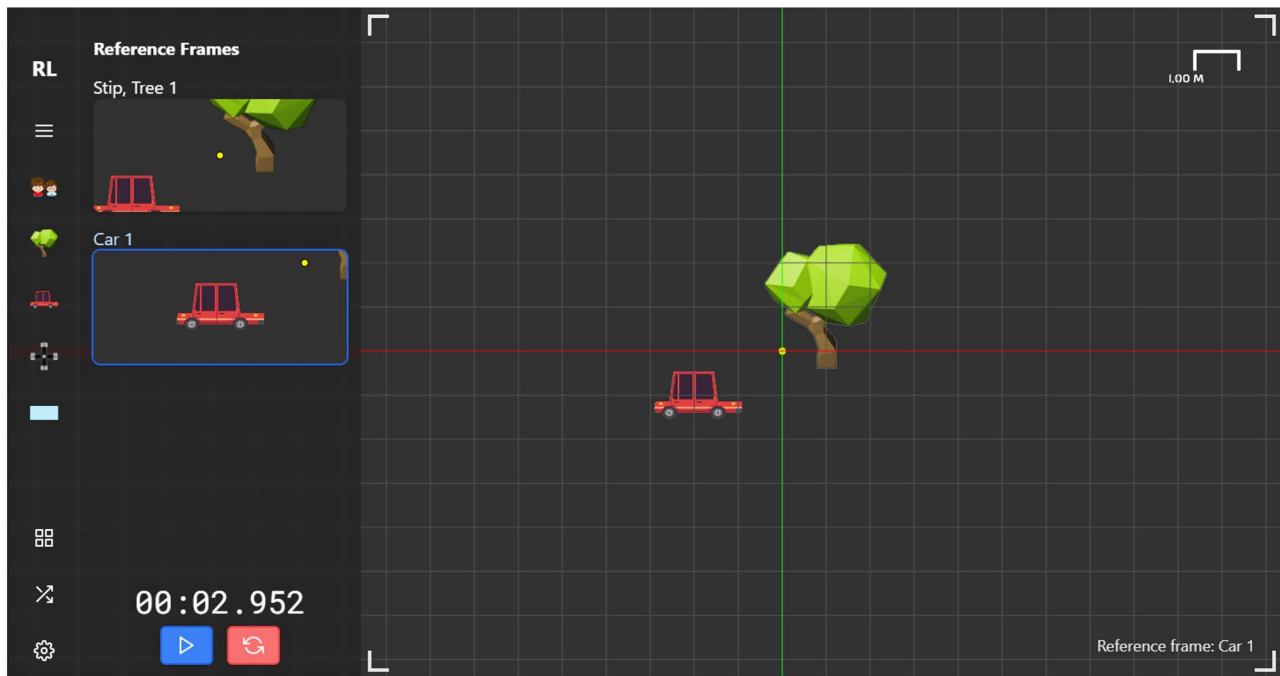 RL
Reference Frames
Stip, Tree 1
Car 1
00:02.952
1,00 M
Reference frame: Car 1